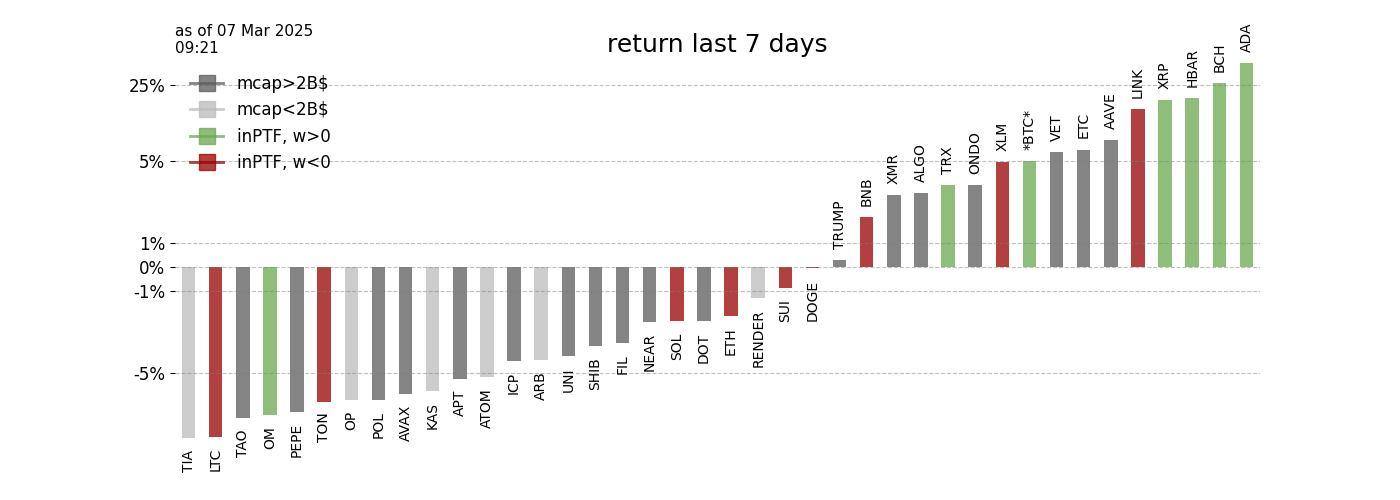 as of 07 Mar 2025
09:21
return last 7 days
mcap>2B$
mcap<2B$
inPTF, w>0
inPTF, w<0
25%
5%
1%
0%
-1%
-5%
TIA
LTC
TAO
OM
PEPE
TON
OP
POL
AVAX
KAS
APT
ATOM
ICP
ARB
UNI
SHIB
FIL
NEAR
SOL
DOT
ETH
RENDER
SUI
DOGE
TRUMP
BNB
XMR
ALGO
TRX
ONDO
XLM
*BTC*
VET
ETC
AAVE
LINK
XRP
HBAR
BCH
ADA